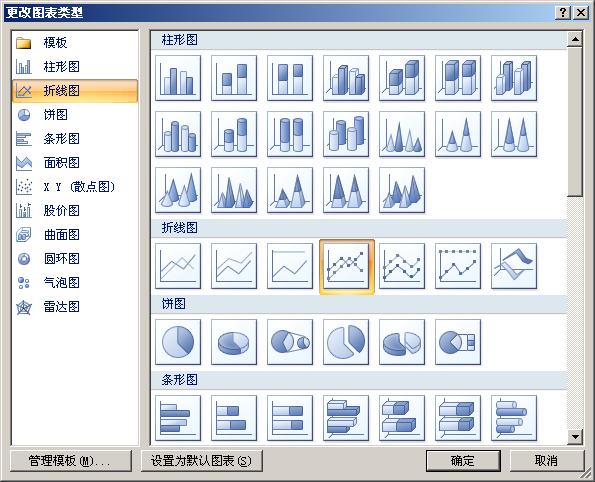 更改图表类型
模板
柱形图
折线图
饼图
条形图
面积图
X Y (散点图)
股价图
曲面图
圆环图
气泡图
雷达图
柱形图
折线图
饼图
条形图
管理模板(M)...
设置为默认图表(S)
确定
取消